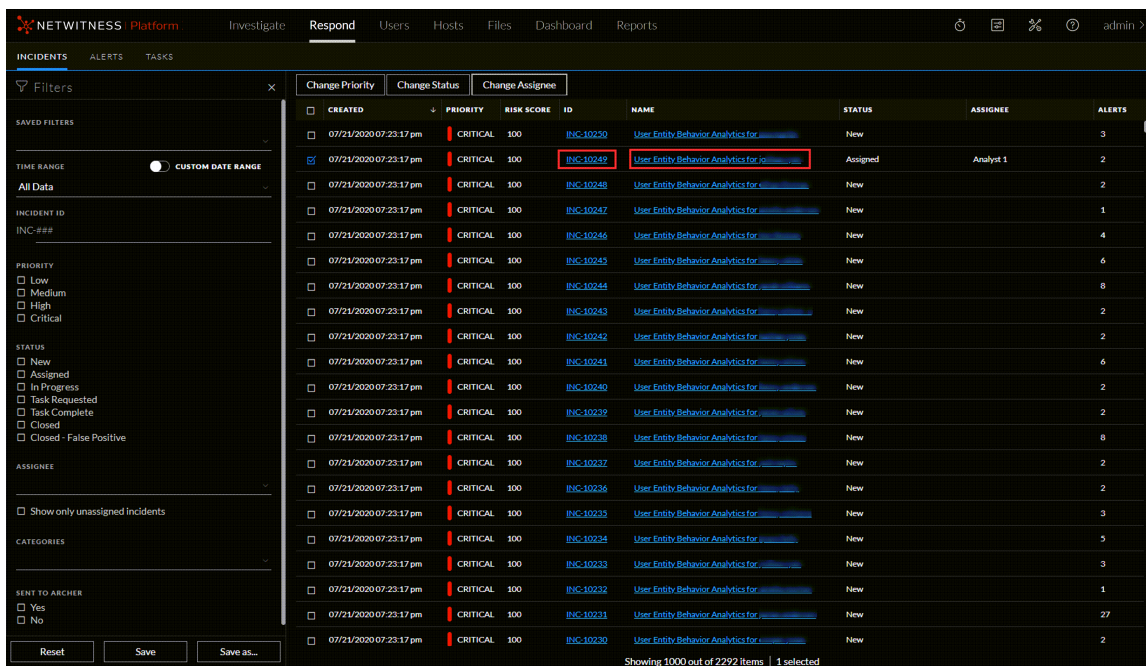 NETWITNESS Platform Investigate Respond Users Hosts Files Dashboard Reports admin >
INCIDENTS ALERTS TASKS
Filters ×
SAVED FILTERS
TIME RANGE CUSTOM DATE RANGE
All Data
INCIDENT ID
INC-###
PRIORITY
Low
Medium
High
Critical
STATUS
New
Assigned
In Progress
Task Requested
Task Complete
Closed
Closed - False Positive
ASSIGNEE
Show only unassigned incidents
CATEGORIES
SENT TO ARCHER
Yes
No
Reset Save Save as...
Change Priority Change Status Change Assignee
CREATED PRIORITY RISK SCORE ID NAME STATUS ASSIGNEE ALERTS
07/21/2020 07:23:17 pm CRITICAL 100 INC-10250 User Entity Behavior Analytics for New 3
07/21/2020 07:23:17 pm CRITICAL 100 INC-10249 User Entity Behavior Analytics for Assigned Analyst 1 2
07/21/2020 07:23:17 pm CRITICAL 100 INC-10248 User Entity Behavior Analytics for New 2
07/21/2020 07:23:17 pm CRITICAL 100 INC-10247 User Entity Behavior Analytics for New 1
07/21/2020 07:23:17 pm CRITICAL 100 INC-10246 User Entity Behavior Analytics for New 4
07/21/2020 07:23:17 pm CRITICAL 100 INC-10245 User Entity Behavior Analytics for New 6
07/21/2020 07:23:17 pm CRITICAL 100 INC-10244 User Entity Behavior Analytics for New 8
07/21/2020 07:23:17 pm CRITICAL 100 INC-10243 User Entity Behavior Analytics for New 2
07/21/2020 07:23:17 pm CRITICAL 100 INC-10242 User Entity Behavior Analytics for New 2
07/21/2020 07:23:17 pm CRITICAL 100 INC-10241 User Entity Behavior Analytics for New 6
07/21/2020 07:23:17 pm CRITICAL 100 INC-10240 User Entity Behavior Analytics for New 2
07/21/2020 07:23:17 pm CRITICAL 100 INC-10239 User Entity Behavior Analytics for New 2
07/21/2020 07:23:17 pm CRITICAL 100 INC-10238 User Entity Behavior Analytics for New 8
07/21/2020 07:23:17 pm CRITICAL 100 INC-10237 User Entity Behavior Analytics for New 2
07/21/2020 07:23:17 pm CRITICAL 100 INC-10236 User Entity Behavior Analytics for New 2
07/21/2020 07:23:17 pm CRITICAL 100 INC-10235 User Entity Behavior Analytics for New 3
07/21/2020 07:23:17 pm CRITICAL 100 INC-10234 User Entity Behavior Analytics for New 5
07/21/2020 07:23:17 pm CRITICAL 100 INC-10233 User Entity Behavior Analytics for New 3
07/21/2020 07:23:17 pm CRITICAL 100 INC-10232 User Entity Behavior Analytics for New 1
07/21/2020 07:23:17 pm CRITICAL 100 INC-10231 User Entity Behavior Analytics for New 27
07/21/2020 07:23:17 pm CRITICAL 100 INC-10230 User Entity Behavior Analytics for New 2
Showing 1000 out of 2292 items | 1 selected